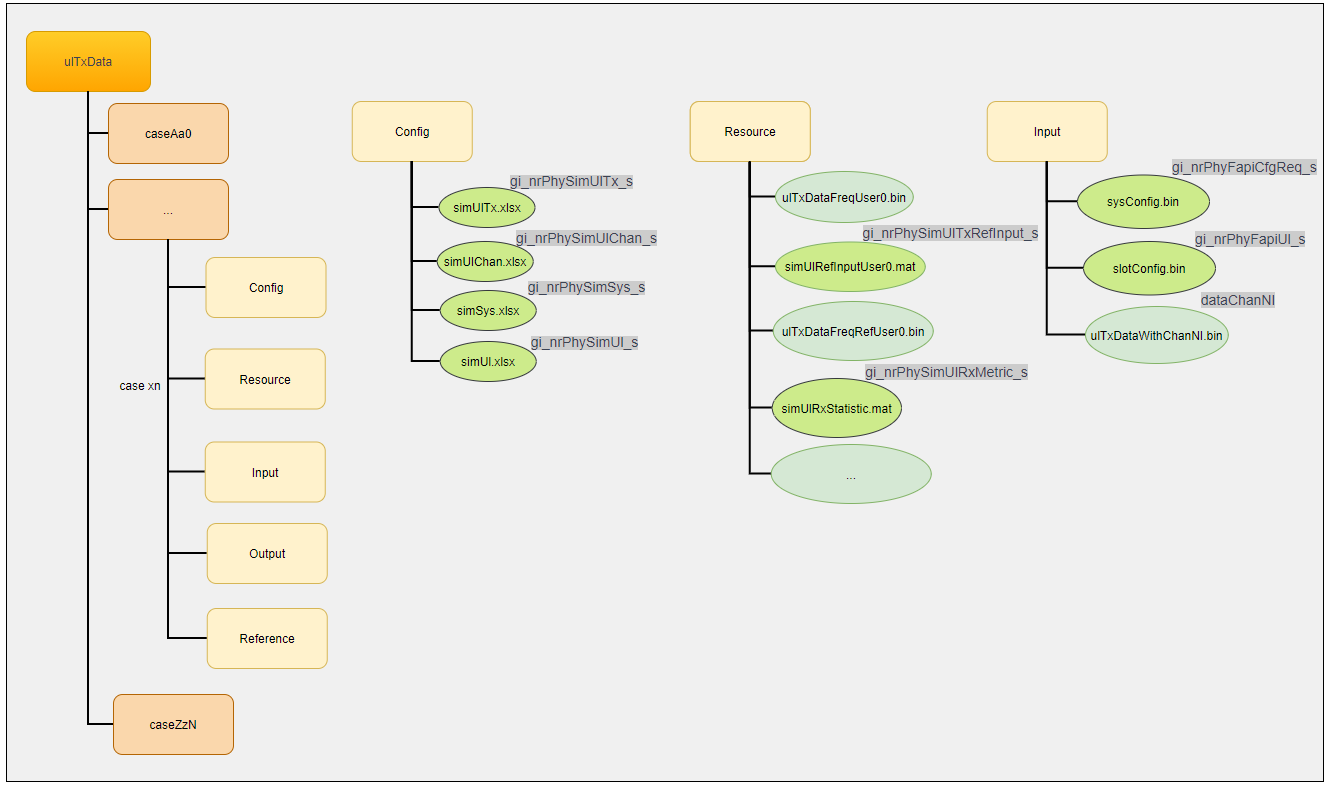 ulTxData
caseAa0
...
case xn
Config
Resource
Input
Output
Reference
caseZzN
Config
gi_nrPhySimUlTx_s
simUlTx.xlsx
gi_nrPhySimUlChan_s
simUlChan.xlsx
gi_nrPhySimSys_s
simSys.xlsx
gi_nrPhySimUl_s
simUl.xlsx
Resource
ulTxDataFreqUser0.bin
gi_nrPhySimUlTxRefInput_s
simUlRefInputUser0.mat
ulTxDataFreqRefUser0.bin
gi_nrPhySimUlRxMetric_s
simUlRxStatistic.mat
...
Input
gi_nrPhyFapiCfgReq_s
sysConfig.bin
gi_nrPhyFapiUl_s
slotConfig.bin
dataChanNI
ulTxDataWithChanNI.bin